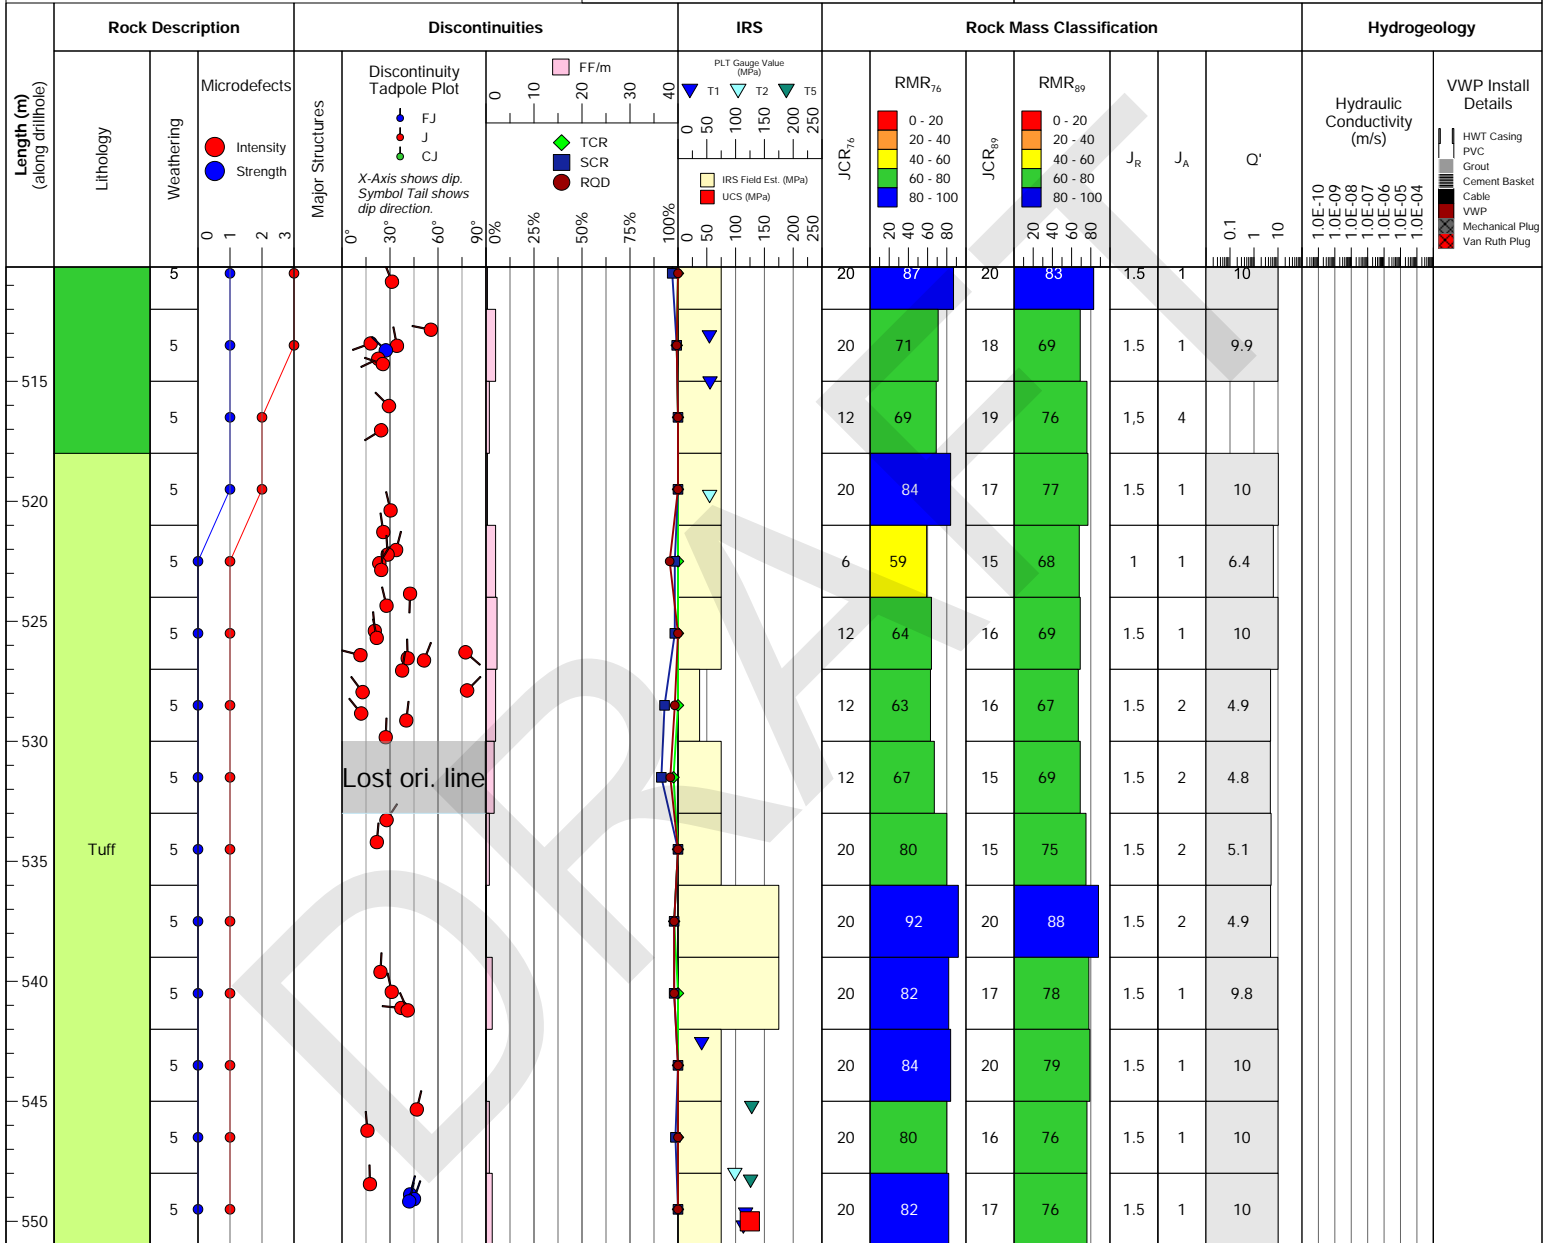 Rock Description
Discontinuities
IRS
Rock Mass Classification
Hydrogeology
Length (m)
(along drillhole)
Lithology
Weathering
Microdefects
Intensity
Strength
0 1 2 3
Major Structures
Discontinuity
Tadpole Plot
FJ
J
CJ
X-Axis shows dip.
Symbol Tail shows
dip direction.
0° 30° 60° 90°
FF/m
0 10 20 30 40
TCR
SCR
RQD
0% 25% 50% 75% 100%
PLT Gauge Value
(MPa)
T1 T2 T5
0 50 100 150 200 250
IRS Field Est. (MPa)
UCS (MPa)
0 50 100 150 200 250
JCR76
RMR76
0 - 20
20 - 40
40 - 60
60 - 80
80 - 100
20 40 60 80
JCR89
RMR89
0 - 20
20 - 40
40 - 60
60 - 80
80 - 100
20 40 60 80
JR
JA
Q'
0.1 1 10
Hydraulic
Conductivity
(m/s)
1.0E-10 1.0E-09 1.0E-08 1.0E-07 1.0E-06 1.0E-05 1.0E-04
VWP Install
Details
HWT Casing
PVC
Grout
Cement Basket
Cable
VWP
Mechanical Plug
Van Ruth Plug
5 20 87 20 83 1.5 1 10
5 20 71 18 69 1.5 1 9.9
515
5 12 69 19 76 1,5 4
5 20 84 17 77 1.5 1 10
520
5 6 59 15 68 1 1 6.4
525
5 12 64 16 69 1.5 1 10
5 12 63 16 67 1.5 2 4.9
530
Lost ori. line
5 12 67 15 69 1.5 2 4.8
Tuff
5 20 80 15 75 1.5 2 5.1
535
5 20 92 20 88 1.5 2 4.9
540
5 20 82 17 78 1.5 1 9.8
5 20 84 20 79 1.5 1 10
545
5 20 80 16 76 1.5 1 10
5 20 82 17 76 1.5 1 10
550
DRAFT